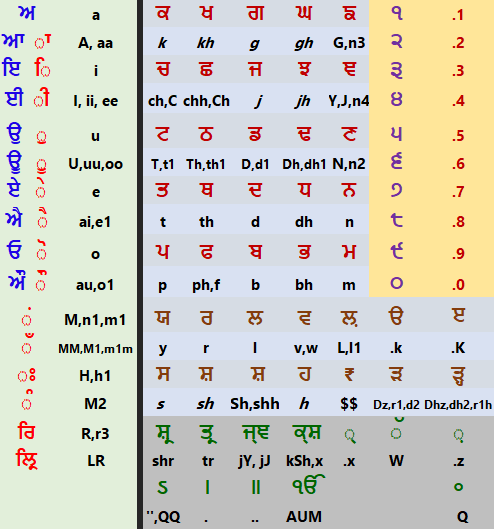 ਅ a ਕ ਖ ਗ ਘ ਙ ੧ .1
ਆ ਾ A, aa k kh g gh G,n3 ੨ .2
ਇ ਿ i ਚ ਛ ਜ ਝ ਞ ੩ .3
ਈ ੀ I, ii, ee ch,C chh,Ch j jh Y,J,n4 ੪ .4
ਉ ੁ u ਟ ਠ ਡ ਢ ਣ ੫ .5
ਊ ੂ U,uu,oo T,t1 Th,th1 D,d1 Dh,dh1 N,n2 ੬ .6
ਏ ੇ e ਤ ਥ ਦ ਧ ਨ ੭ .7
ਐ ੈ ai,e1 t th d dh n ੮ .8
ਓ ੋ o ਪ ਫ ਬ ਭ ਮ ੯ .9
ਔ ੌ au,o1 p ph,f b bh m ੦ .0
ਂ M,n1,m1 ਯ ਰ ਲ ਵ ਲ਼ ੳ ੲ
ਁ MM,M1,m1m y r l v,w L,l1 .k .K
ਃ H,h1 ਸ ਸ਼ ਸ਼ ਹ ₹ ੜ ੜ੍ਹ
ੰ M2 s sh Sh,shh h $$ Dz,r1,d2 Dhz,dh2,r1h
ਰਿ R,r3 ਸ਼੍ਰ ਤ੍ਰ ਜ੍ਞ ਕ੍ਸ਼ ੍ ਼
ਲ੍ਰਿ LR shr tr jY, jJ kSh,x .x W .z
ऽ । ॥ ੴ
'',QQ . .. AUM Q